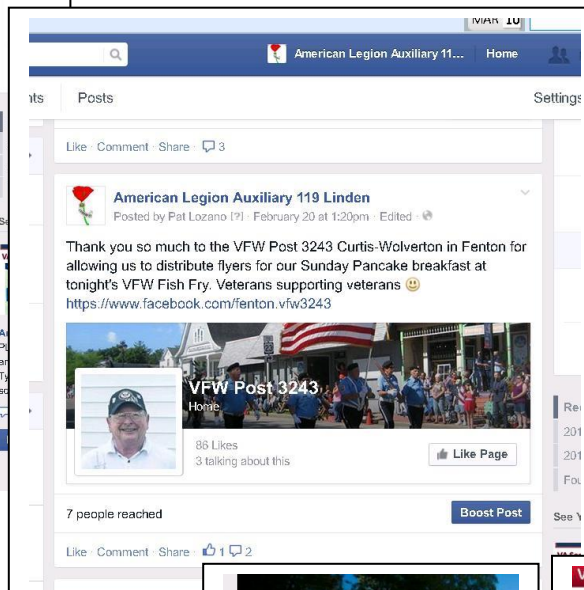 MAR 10
American Legion Auxiliary 11... Home
Posts
Settings
Like · Comment · Share · 3
American Legion Auxiliary 119 Linden
Posted by Pat Lozano [?] · February 20 at 1:20pm · Edited ·
Thank you so much to the VFW Post 3243 Curtis-Wolverton in Fenton for
allowing us to distribute flyers for our Sunday Pancake breakfast at
tonight's VFW Fish Fry. Veterans supporting veterans
https://www.facebook.com/fenton.vfw3243
VFW Post 3243
Home
86 Likes
3 talking about this
Like Page
7 people reached
Boost Post
Like · Comment · Share · 1 2
See Y